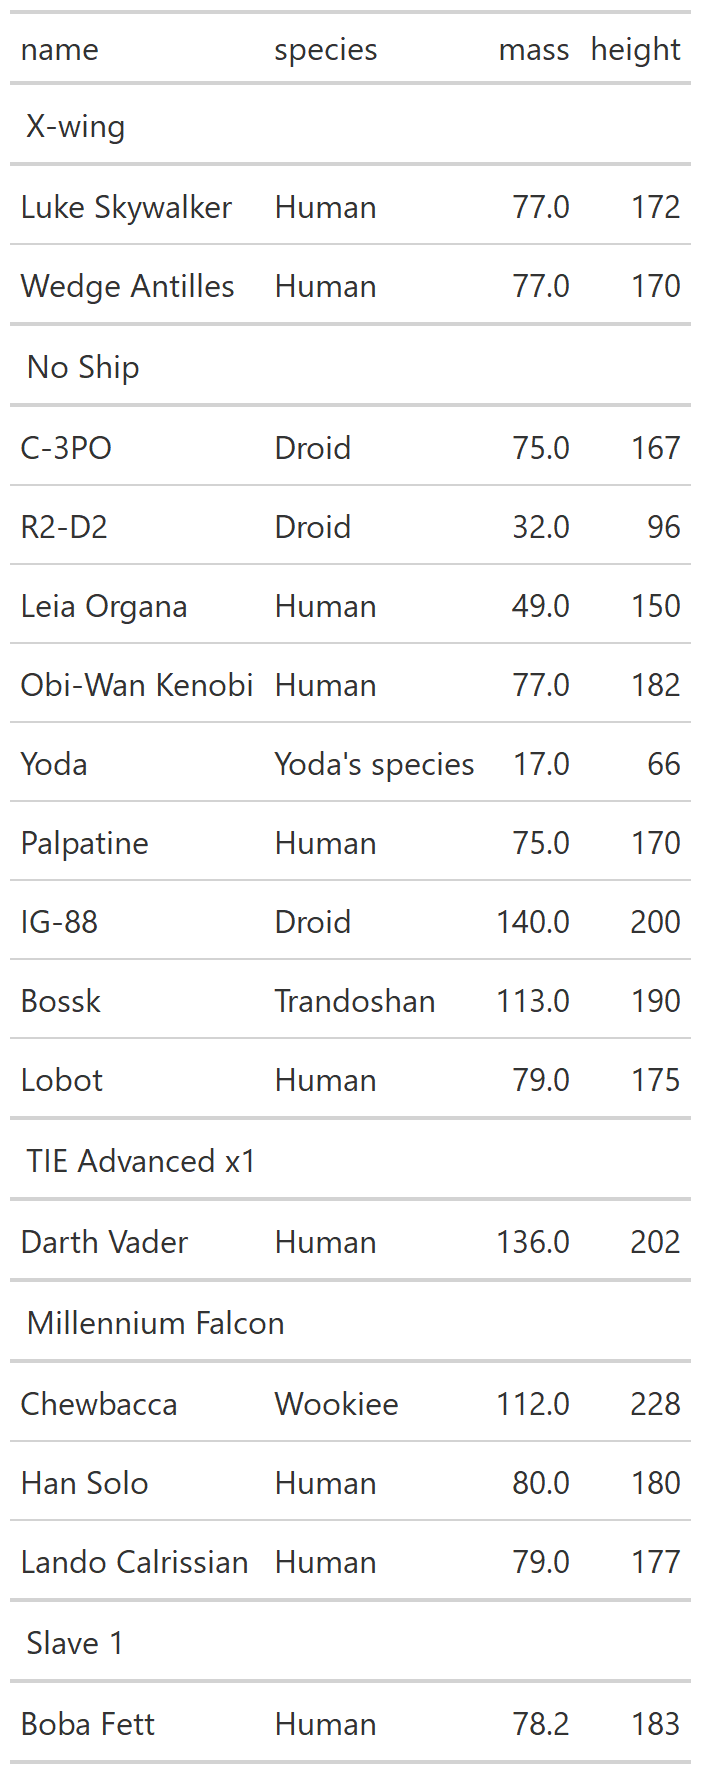 name species mass height
X-wing
Luke Skywalker Human 77.0 172
Wedge Antilles Human 77.0 170
No Ship
C-3PO Droid 75.0 167
R2-D2 Droid 32.0 96
Leia Organa Human 49.0 150
Obi-Wan Kenobi Human 77.0 182
Yoda Yoda's species 17.0 66
Palpatine Human 75.0 170
IG-88 Droid 140.0 200
Bossk Trandoshan 113.0 190
Lobot Human 79.0 175
TIE Advanced x1
Darth Vader Human 136.0 202
Millennium Falcon
Chewbacca Wookiee 112.0 228
Han Solo Human 80.0 180
Lando Calrissian Human 79.0 177
Slave 1
Boba Fett Human 78.2 183